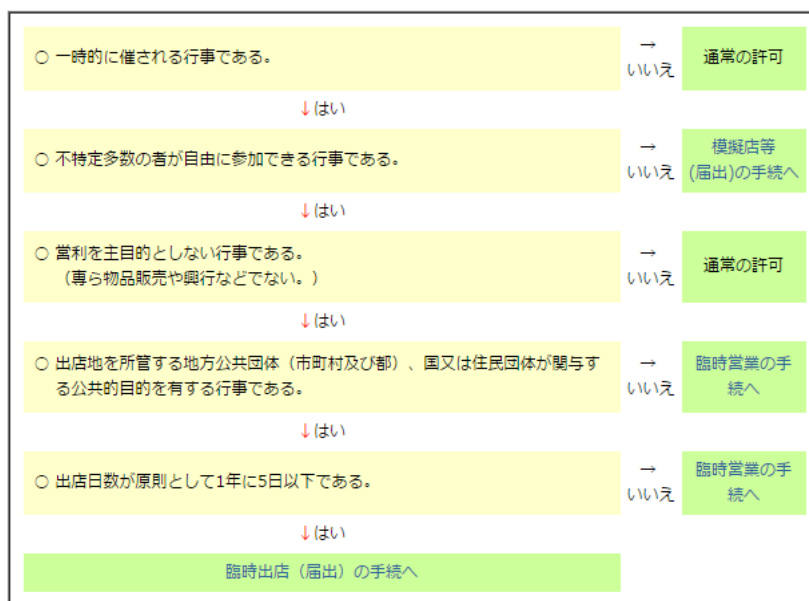 ○ 一時的に催される行事である。
→
いいえ
通常の許可
↓はい
○ 不特定多数の者が自由に参加できる行事である。
→
いいえ
模擬店等
(届出)の手続へ
↓はい
○ 営利を主目的としない行事である。
（専ら物品販売や興行などでない。）
→
いいえ
通常の許可
↓はい
○ 出店地を所管する地方公共団体（市町村及び都）、国又は住民団体が関与す
る公共的目的を有する行事である。
→
いいえ
臨時営業の手
続へ
↓はい
○ 出店日数が原則として1年に5日以下である。
→
いいえ
臨時営業の手
続へ
↓はい
臨時出店（届出）の手続へ